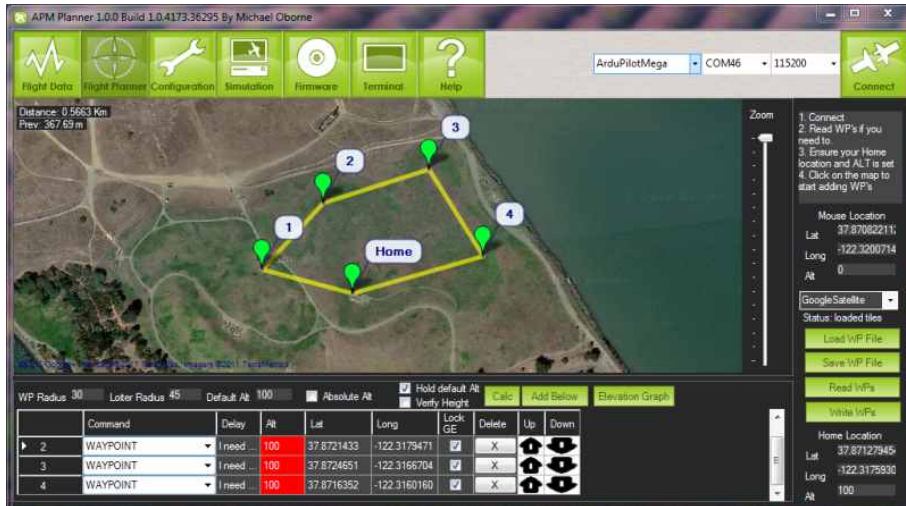 APM Planner 1.0.0 Build 1.0.4173.36295 By Michael Oborne
Flight Data Flight Planner Configuration Simulation Firmware Terminal Help
ArduPilotMega COM46 115200 Connect
Distance: 0.5663 Km
Prev: 367.69 m
3
2
1
4
Home
Zoom
1. Connect
2. Read WP's if you
need to.
3. Ensure your Home
location and ALT is set
4. Click on the map to
start adding WP's
Mouse Location
Lat 37.87082211
Long -122.3200714
Alt 0
GoogleSatellite
Status: loaded tiles
Load WP File
Save WP File
Read WPs
Write WPs
Home Location
Lat 37.87127945
Long -122.3175930
Alt 100
WP Radius 30 Loter Radius 45 Default Alt 100 Absolute Alt Hold default Alt
Verify Height
Calc Add Below Elevation Graph
Command Delay Alt Lat Long Lock GE Delete Up Down
2 WAYPOINT I need ... 100 37.8721433 -122.3179471 X
3 WAYPOINT I need ... 100 37.8724651 -122.3166704 X
4 WAYPOINT I need ... 100 37.8716352 -122.3160160 X